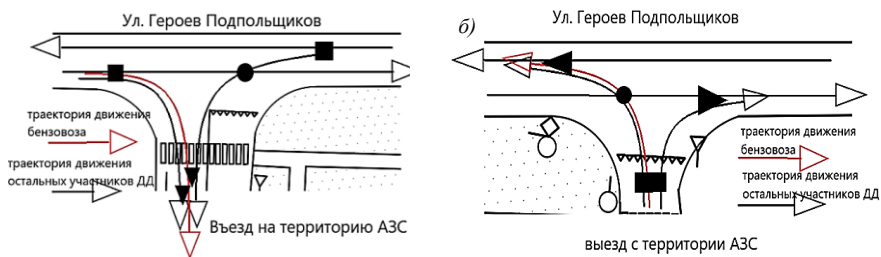 Ул. Героев Подпольщиков
траектория движения
бензовоза
траектория движения
остальных участников ДД
Въезд на территорию АЗС
б)
Ул. Героев Подпольщиков
траектория движения
бензовоза
траектория движения
остальных участников ДД
выезд с территории АЗС